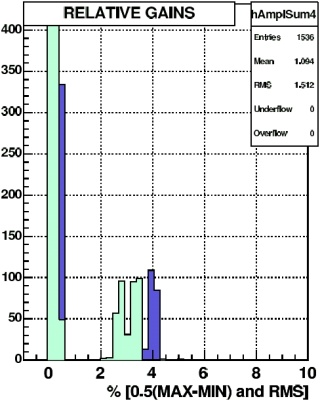 RELATIVE GAINS
hAmplSum4
Entries 1536
Mean 1.094
RMS 1.512
Underflow 0
Overflow 0
400
350
300
250
200
150
100
50
0
0 2 4 6 8 10
% [0.5(MAX-MIN) and RMS]